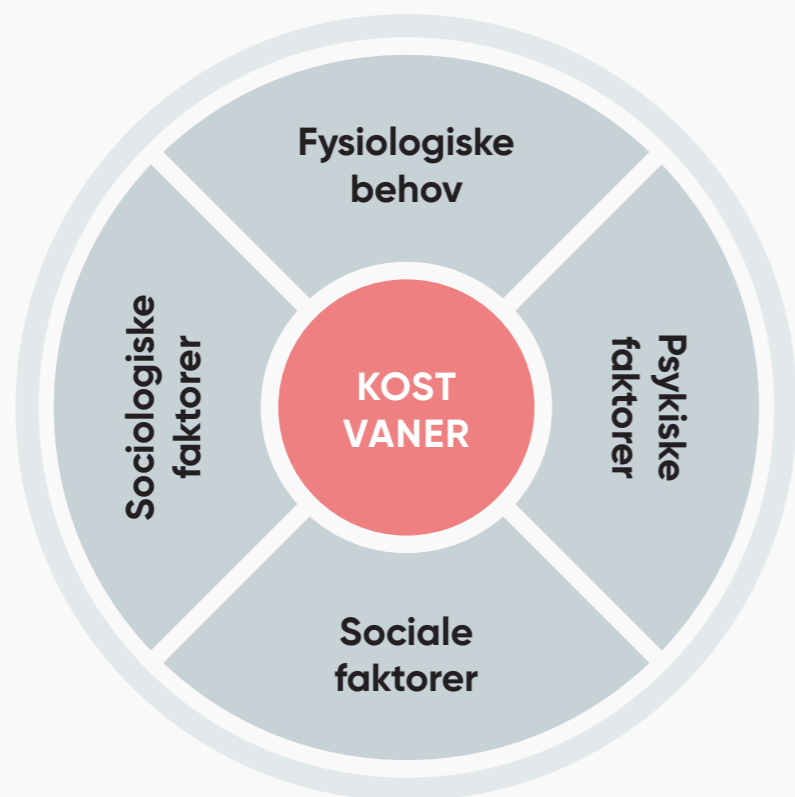 Fysiologiske
behov
Psykiske
faktorer
Sociale
faktorer
Sociologiske
faktorer
KOST
VANER